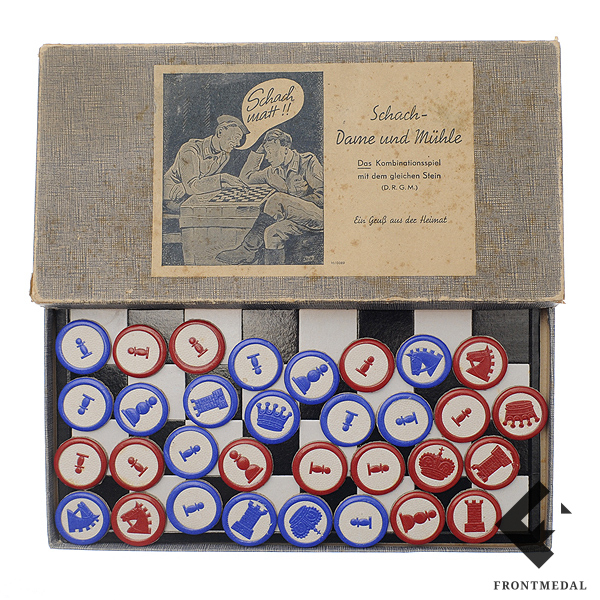 Schach
matt!!
Schach-
Dame und Mühle
Das Kombinationsspiel
mit dem gleichen Stein
(D. R. G. M.)
Ein Gruß aus der Heimat
FRONTMEDAL